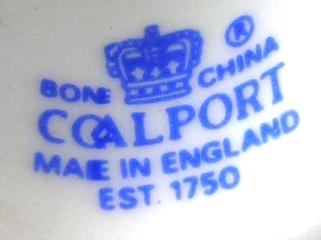 BONE CHINA ®
COALPORT
MADE IN ENGLAND
EST. 1750